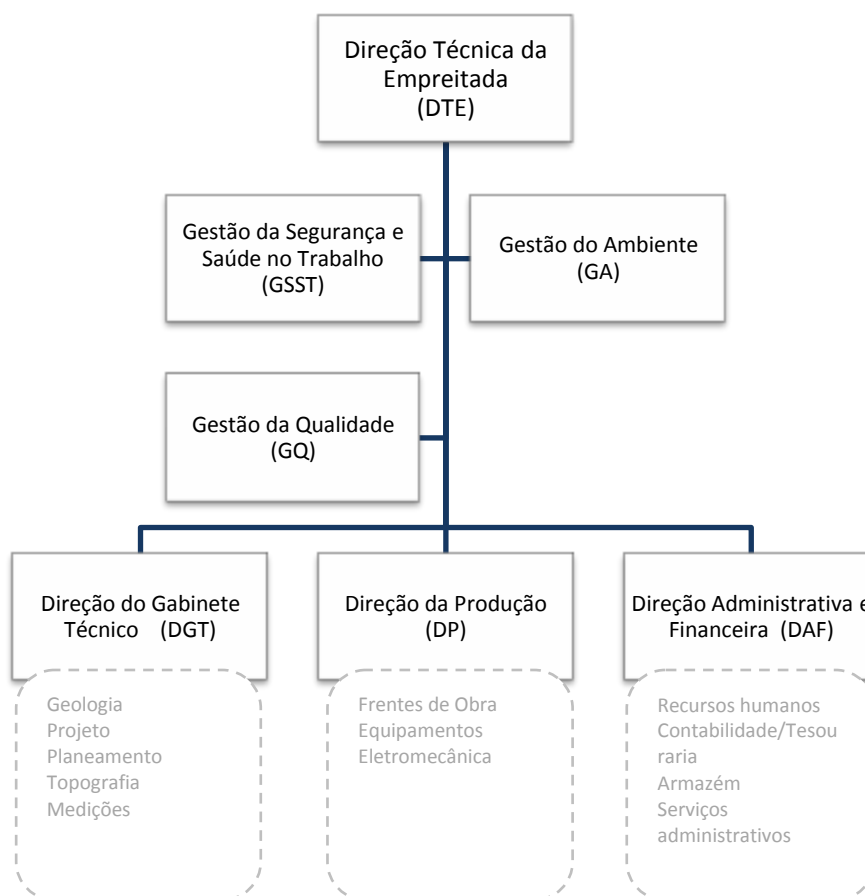 Direção Técnica da
Empreitada
(DTE)
Gestão da Segurança e
Saúde no Trabalho
(GSST)
Gestão do Ambiente
(GA)
Gestão da Qualidade
(GQ)
Direção do Gabinete
Técnico (DGT)
Direção da Produção
(DP)
Direção Administrativa e
Financeira (DAF)
Geologia
Projeto
Planeamento
Topografia
Medições
Frentes de Obra
Equipamentos
Eletromecânica
Recursos humanos
Contabilidade/Tesou
raria
Armazém
Serviços
administrativos